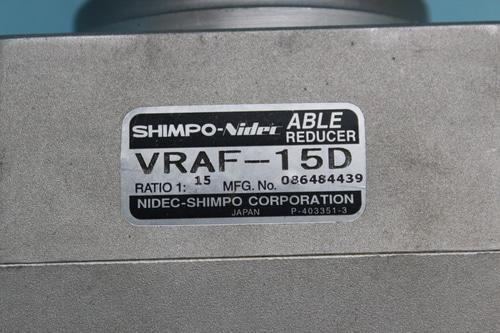 SHIMPO-Nidec ABLE REDUCER
VRAF-15D
RATIO 1: 15 MFG. No. 086484439
NIDEC-SHIMPO CORPORATION
JAPAN P-403351-3